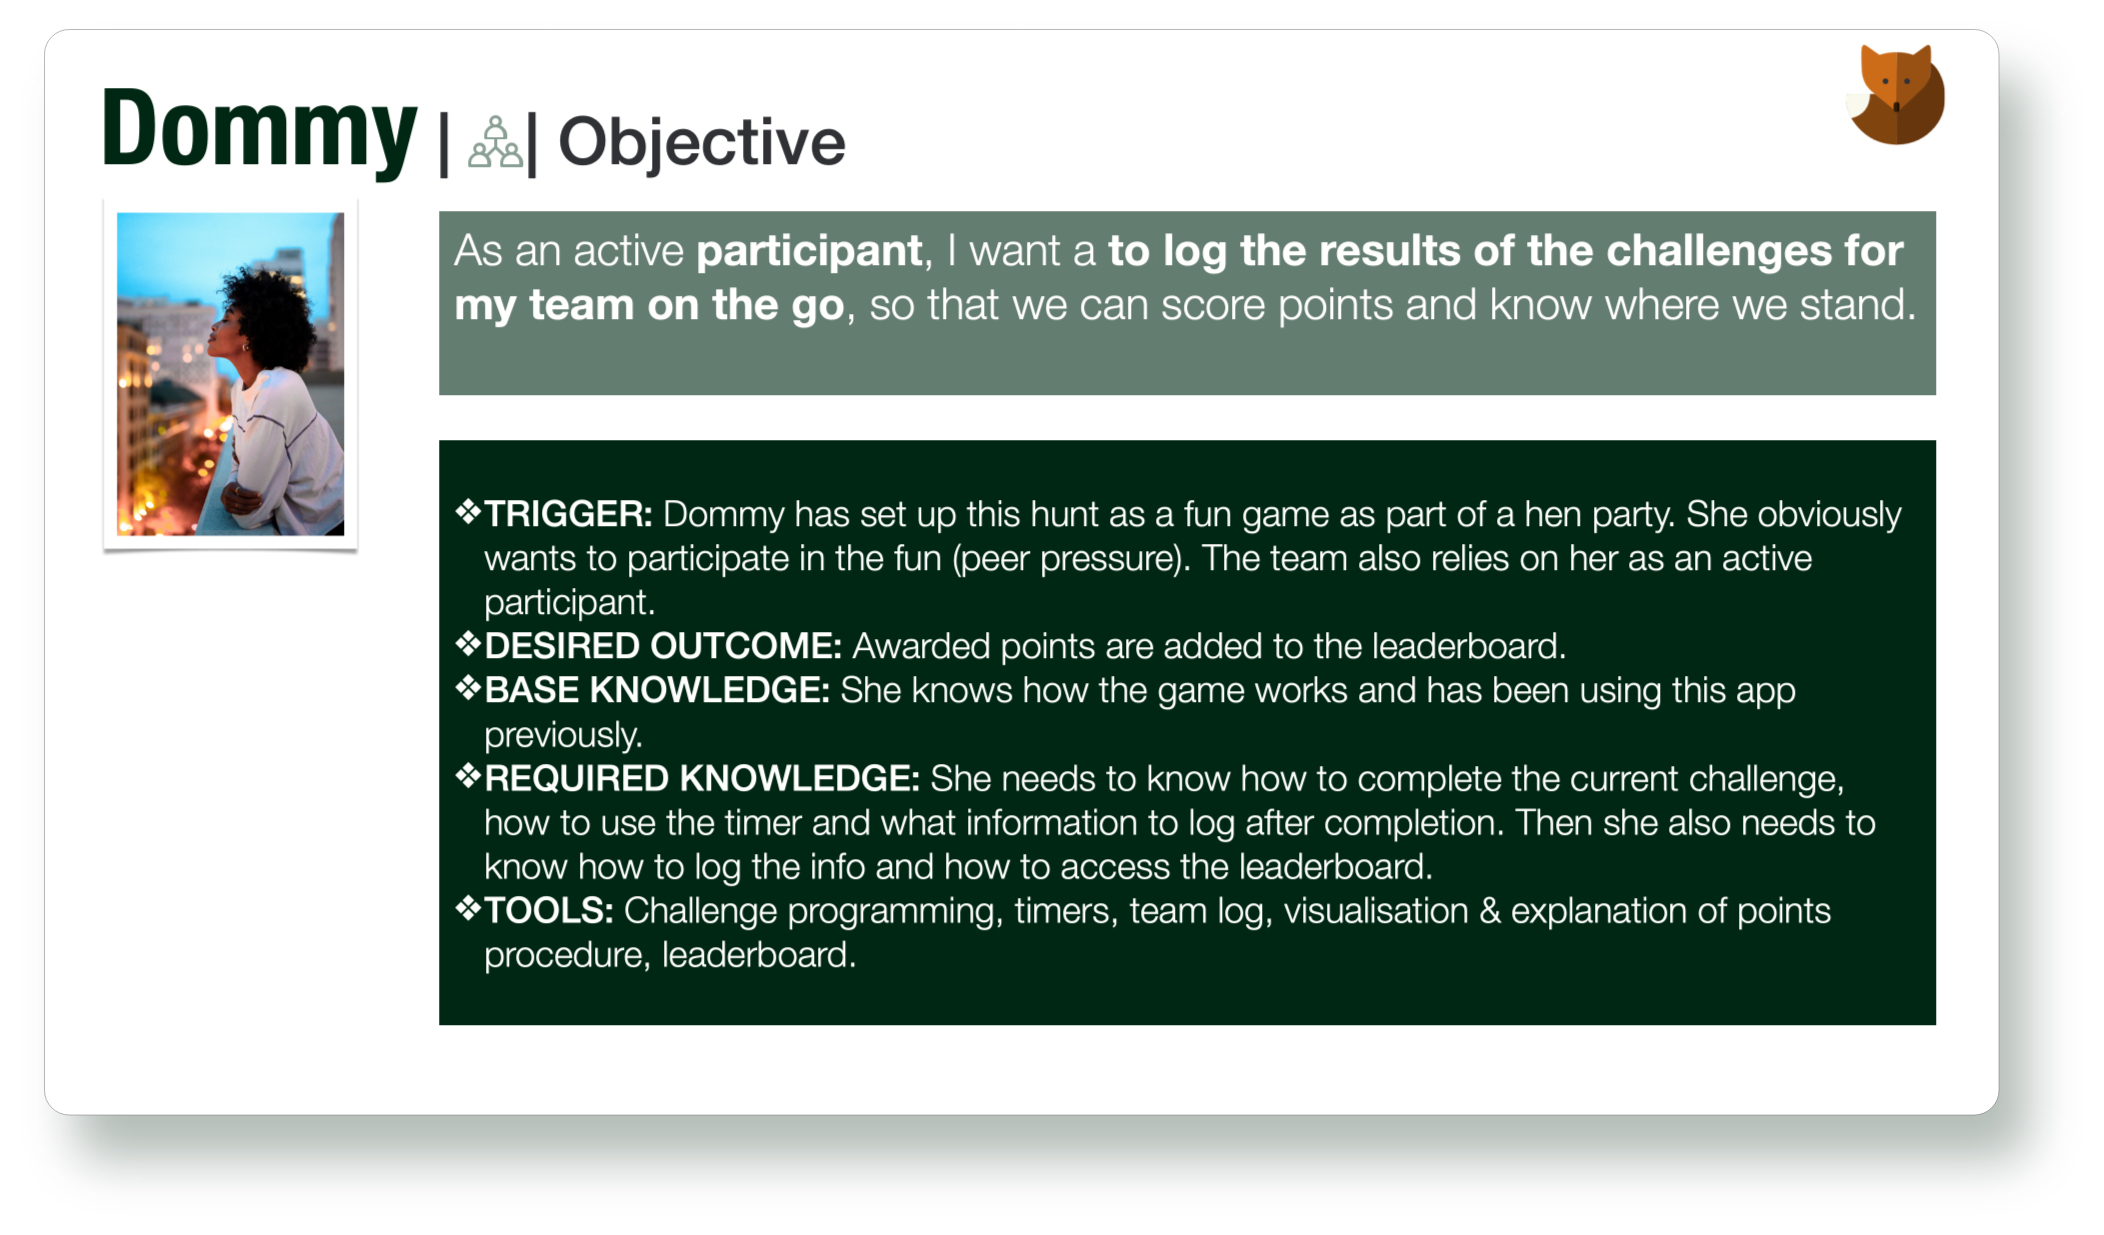 Dommy | | Objective
As an active participant, I want a to log the results of the challenges for
my team on the go, so that we can score points and know where we stand.
❖TRIGGER: Dommy has set up this hunt as a fun game as part of a hen party. She obviously
wants to participate in the fun (peer pressure). The team also relies on her as an active
participant.
❖DESIRED OUTCOME: Awarded points are added to the leaderboard.
❖BASE KNOWLEDGE: She knows how the game works and has been using this app
previously.
❖REQUIRED KNOWLEDGE: She needs to know how to complete the current challenge,
how to use the timer and what information to log after completion. Then she also needs to
know how to log the info and how to access the leaderboard.
❖TOOLS: Challenge programming, timers, team log, visualisation & explanation of points
procedure, leaderboard.